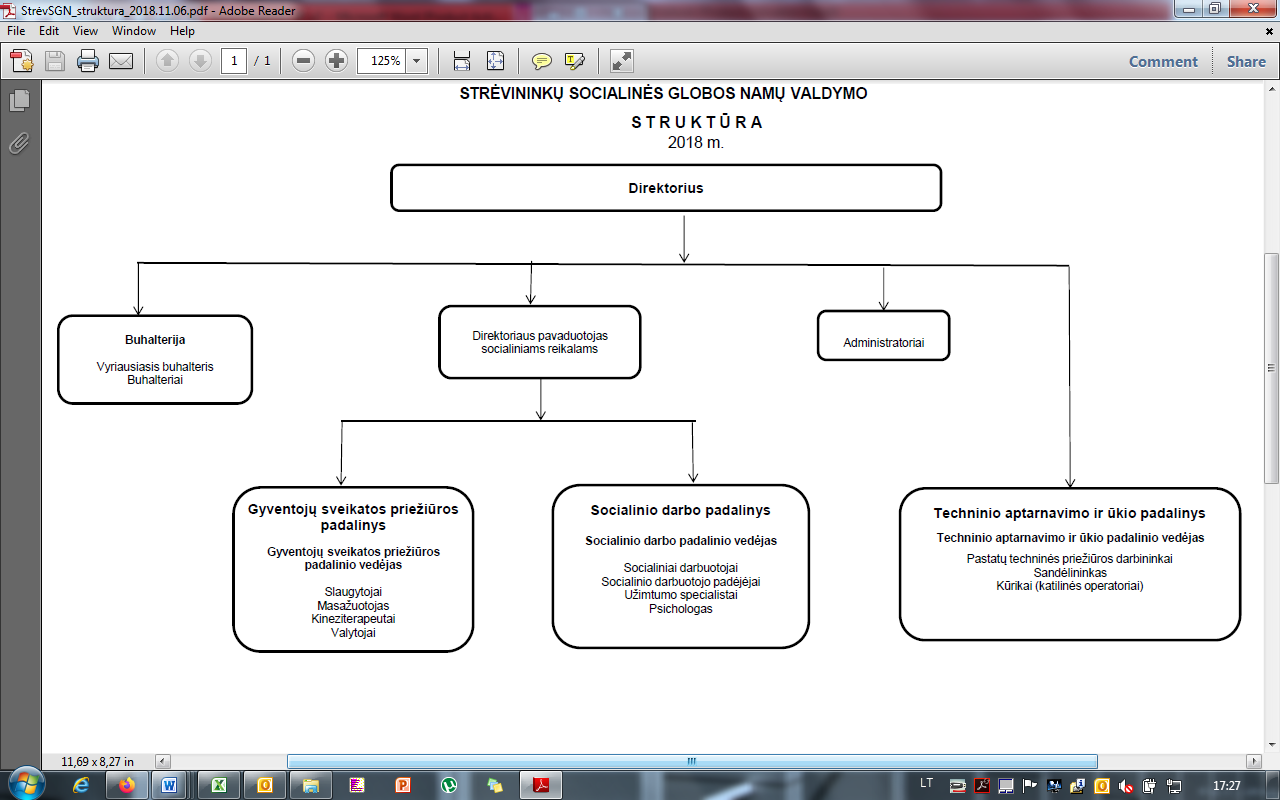 StrėvSGN_struktura_2018.11.06.pdf - Adobe Reader
File Edit View Window Help
1 / 1 125% Comment Share
STRĖVININKŲ SOCIALINĖS GLOBOS NAMŲ VALDYMO
S T R U K T Ū R A
2018 m.
Direktorius
Buhalterija
Vyriausiasis buhalteris
Buhalteriai
Direktoriaus pavaduotojas
socialiniams reikalams
Administratoriai
Gyventojų sveikatos priežiūros
padalinys
Gyventojų sveikatos priežiūros
padalinio vedėjas
Slaugytojai
Masažuotojas
Kineziterapeutai
Valytojai
Socialinio darbo padalinys
Socialinio darbo padalinio vedėjas
Socialiniai darbuotojai
Socialinio darbuotojo padėjėjai
Užimtumo specialistai
Psichologas
Techninio aptarnavimo ir ūkio padalinys
Techninio aptarnavimo ir ūkio padalinio vedėjas
Pastatų techninės priežiūros darbininkai
Sandėlininkas
Kūrikai (katilinės operatoriai)
11,69 x 8,27 in
LT 17:27